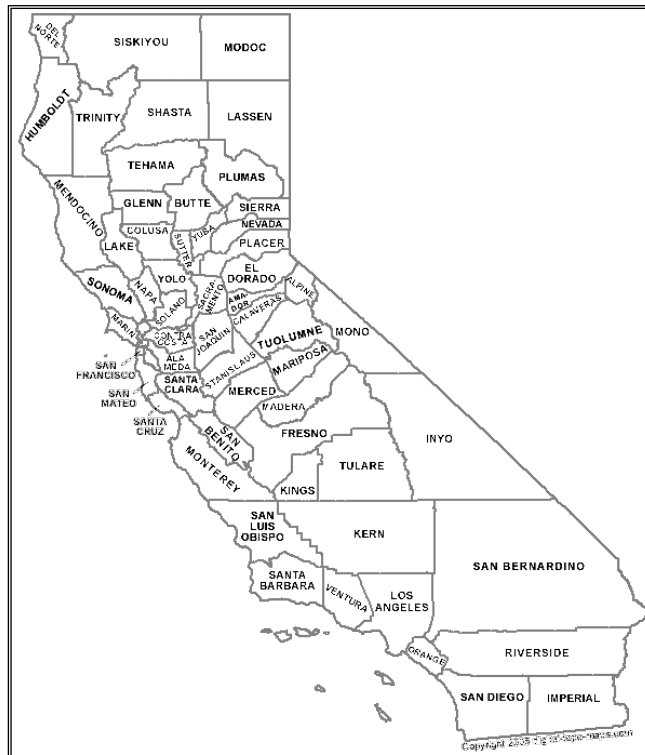 DEL
NORTE
SISKIYOU
MODOC
HUMBOLDT
TRINITY
SHASTA
LASSEN
TEHAMA
PLUMAS
MENDOCINO
GLENN
BUTTE
SIERRA
NEVADA
COLUSA
YUBA
SUTTER
PLACER
LAKE
EL
DORADO
YOLO
SONOMA
NAPA
SACRA-
MENTO
ALPINE
AMA-
DOR
SOLANO
CALAVERAS
MARIN
CONTRA
COSTA
SAN
JOAQUIN
TUOLUMNE
MONO
SAN
FRANCISCO
ALA
MEDA
STANISLAUS
MARIPOSA
SAN
MATEO
SANTA
CLARA
MERCED
MADERA
SANTA
CRUZ
SAN
BENITO
FRESNO
INYO
MONTEREY
TULARE
KINGS
SAN
LUIS
OBISPO
KERN
SAN BERNARDINO
SANTA
BARBARA
VENTURA
LOS
ANGELES
ORANGE
RIVERSIDE
SAN DIEGO
IMPERIAL
Copyright